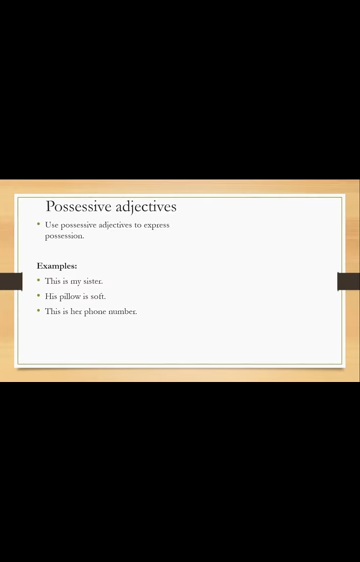 Possessive adjectives
• Use possessive adjectives to express
possession.
Examples:
• This is my sister.
• His pillow is soft.
• This is her phone number.